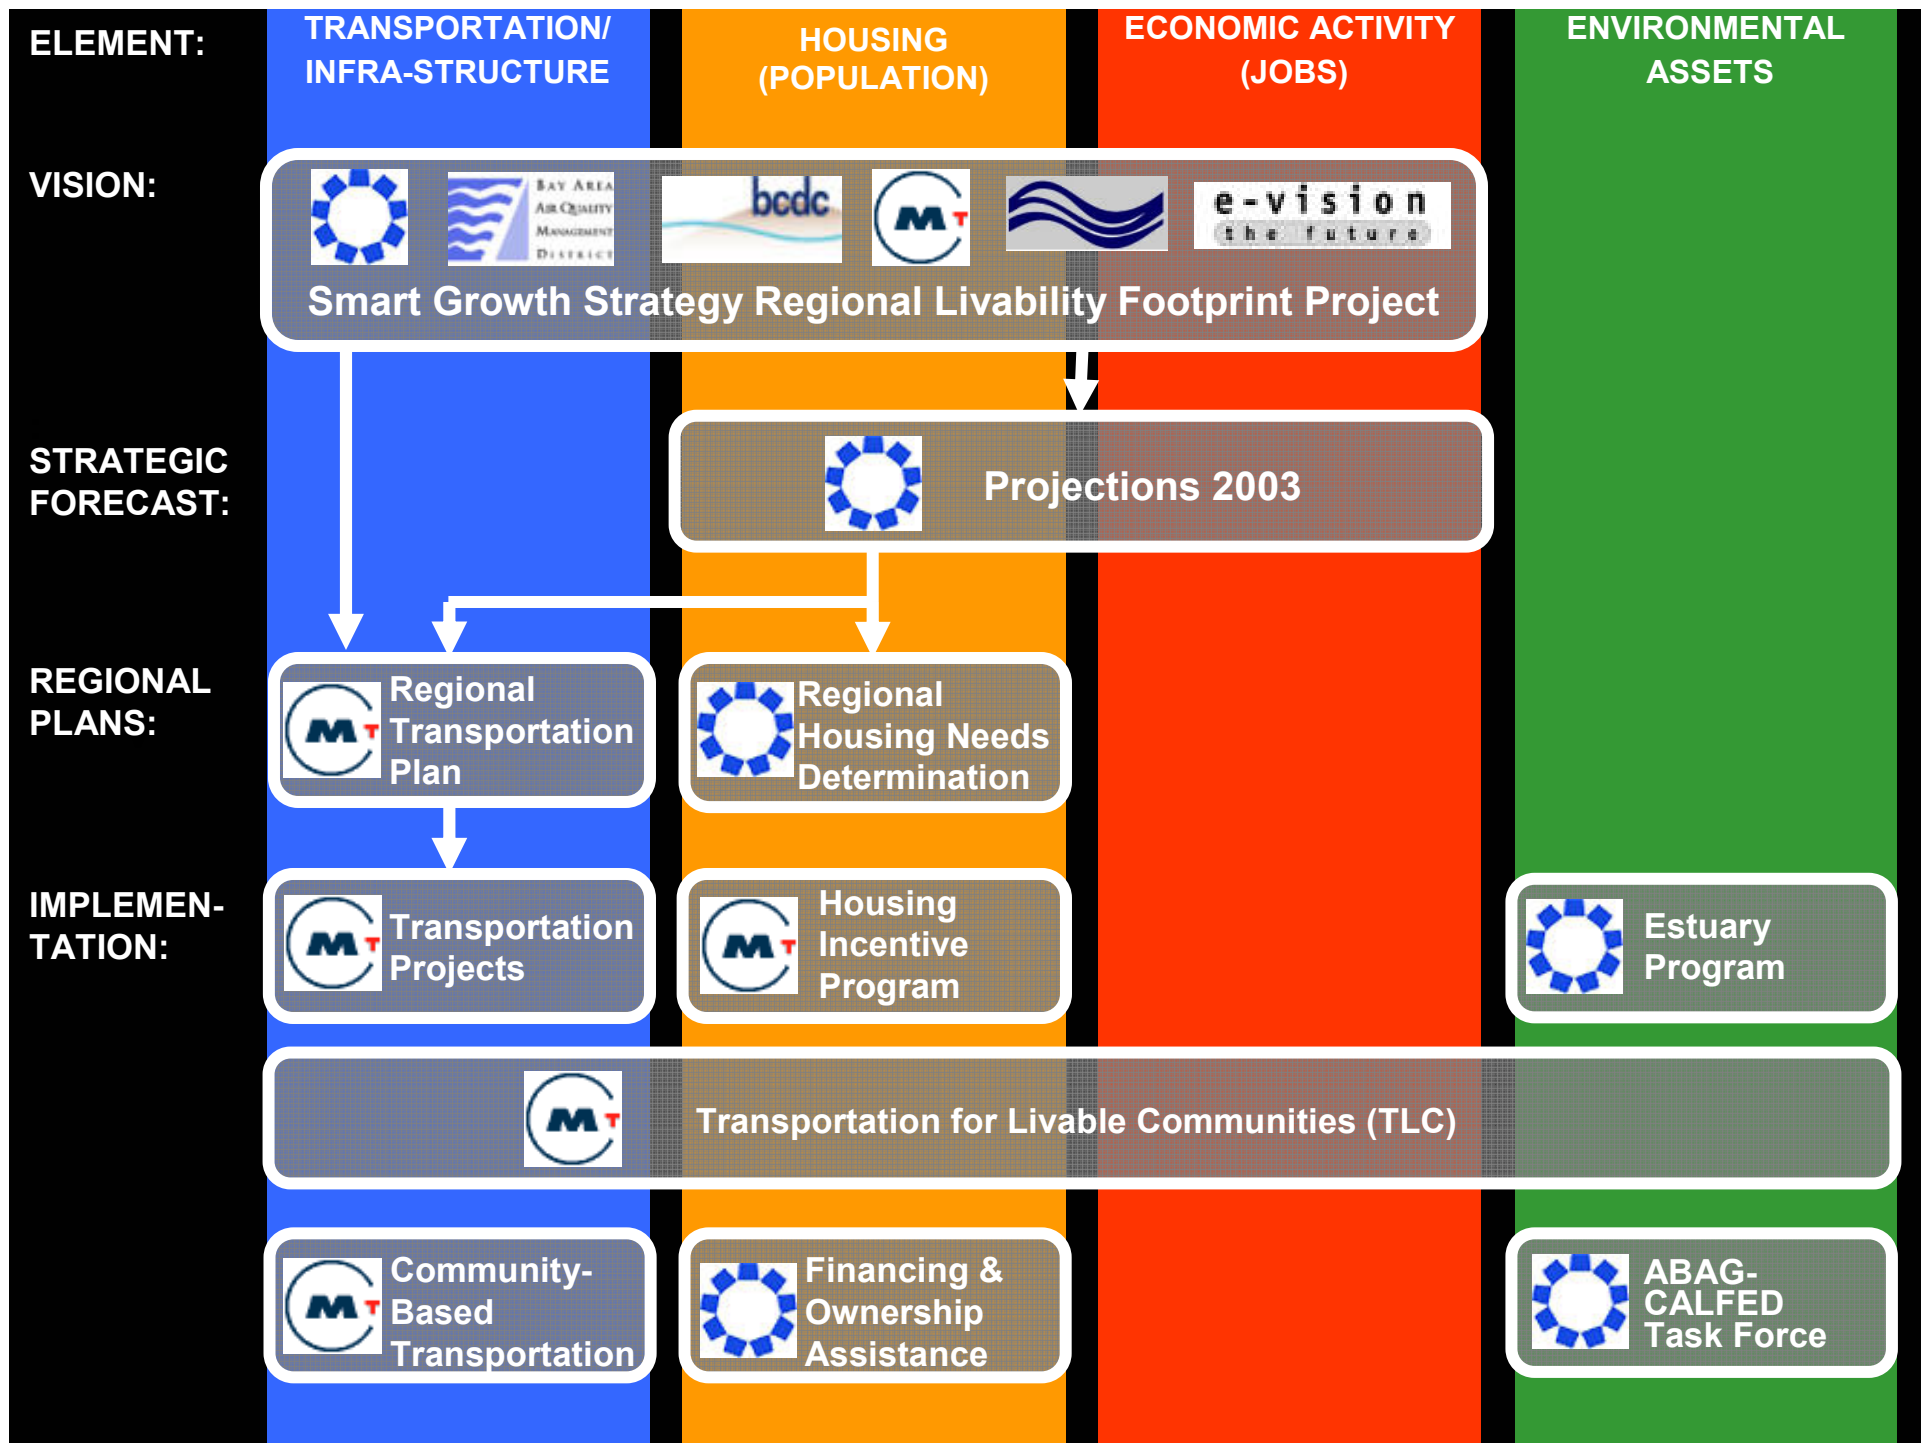 ELEMENT:
TRANSPORTATION/
INFRA-STRUCTURE
HOUSING
(POPULATION)
ECONOMIC ACTIVITY
(JOBS)
ENVIRONMENTAL
ASSETS
VISION:
BAY AREA
AIR QUALITY
MANAGEMENT
DISTRICT
bcdc
MT
e-vision
the future
Smart Growth Strategy Regional Livability Footprint Project
STRATEGIC
FORECAST:
Projections 2003
REGIONAL
PLANS:
MT
Regional
Transportation
Plan
Regional
Housing Needs
Determination
IMPLEMEN-
TATION:
MT
Transportation
Projects
MT
Housing
Incentive
Program
Estuary
Program
MT
Transportation for Livable Communities (TLC)
MT
Community-
Based
Transportation
Financing &
Ownership
Assistance
ABAG-
CALFED
Task Force